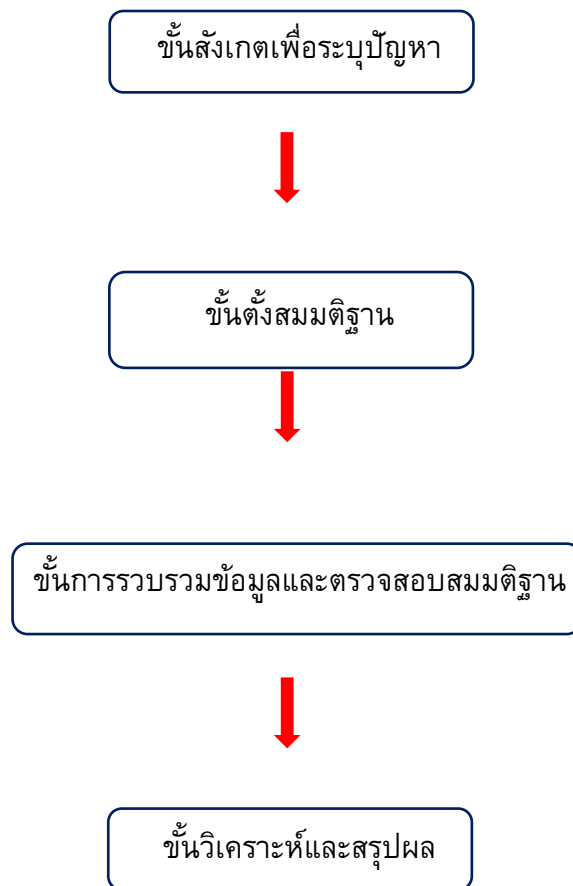 ขั้นสังเกตเพื่อระบุปัญหา
ขั้นตั้งสมมติฐาน
ขั้นการรวบรวมข้อมูลและตรวจสอบสมมติฐาน
ขั้นวิเคราะห์และสรุปผล